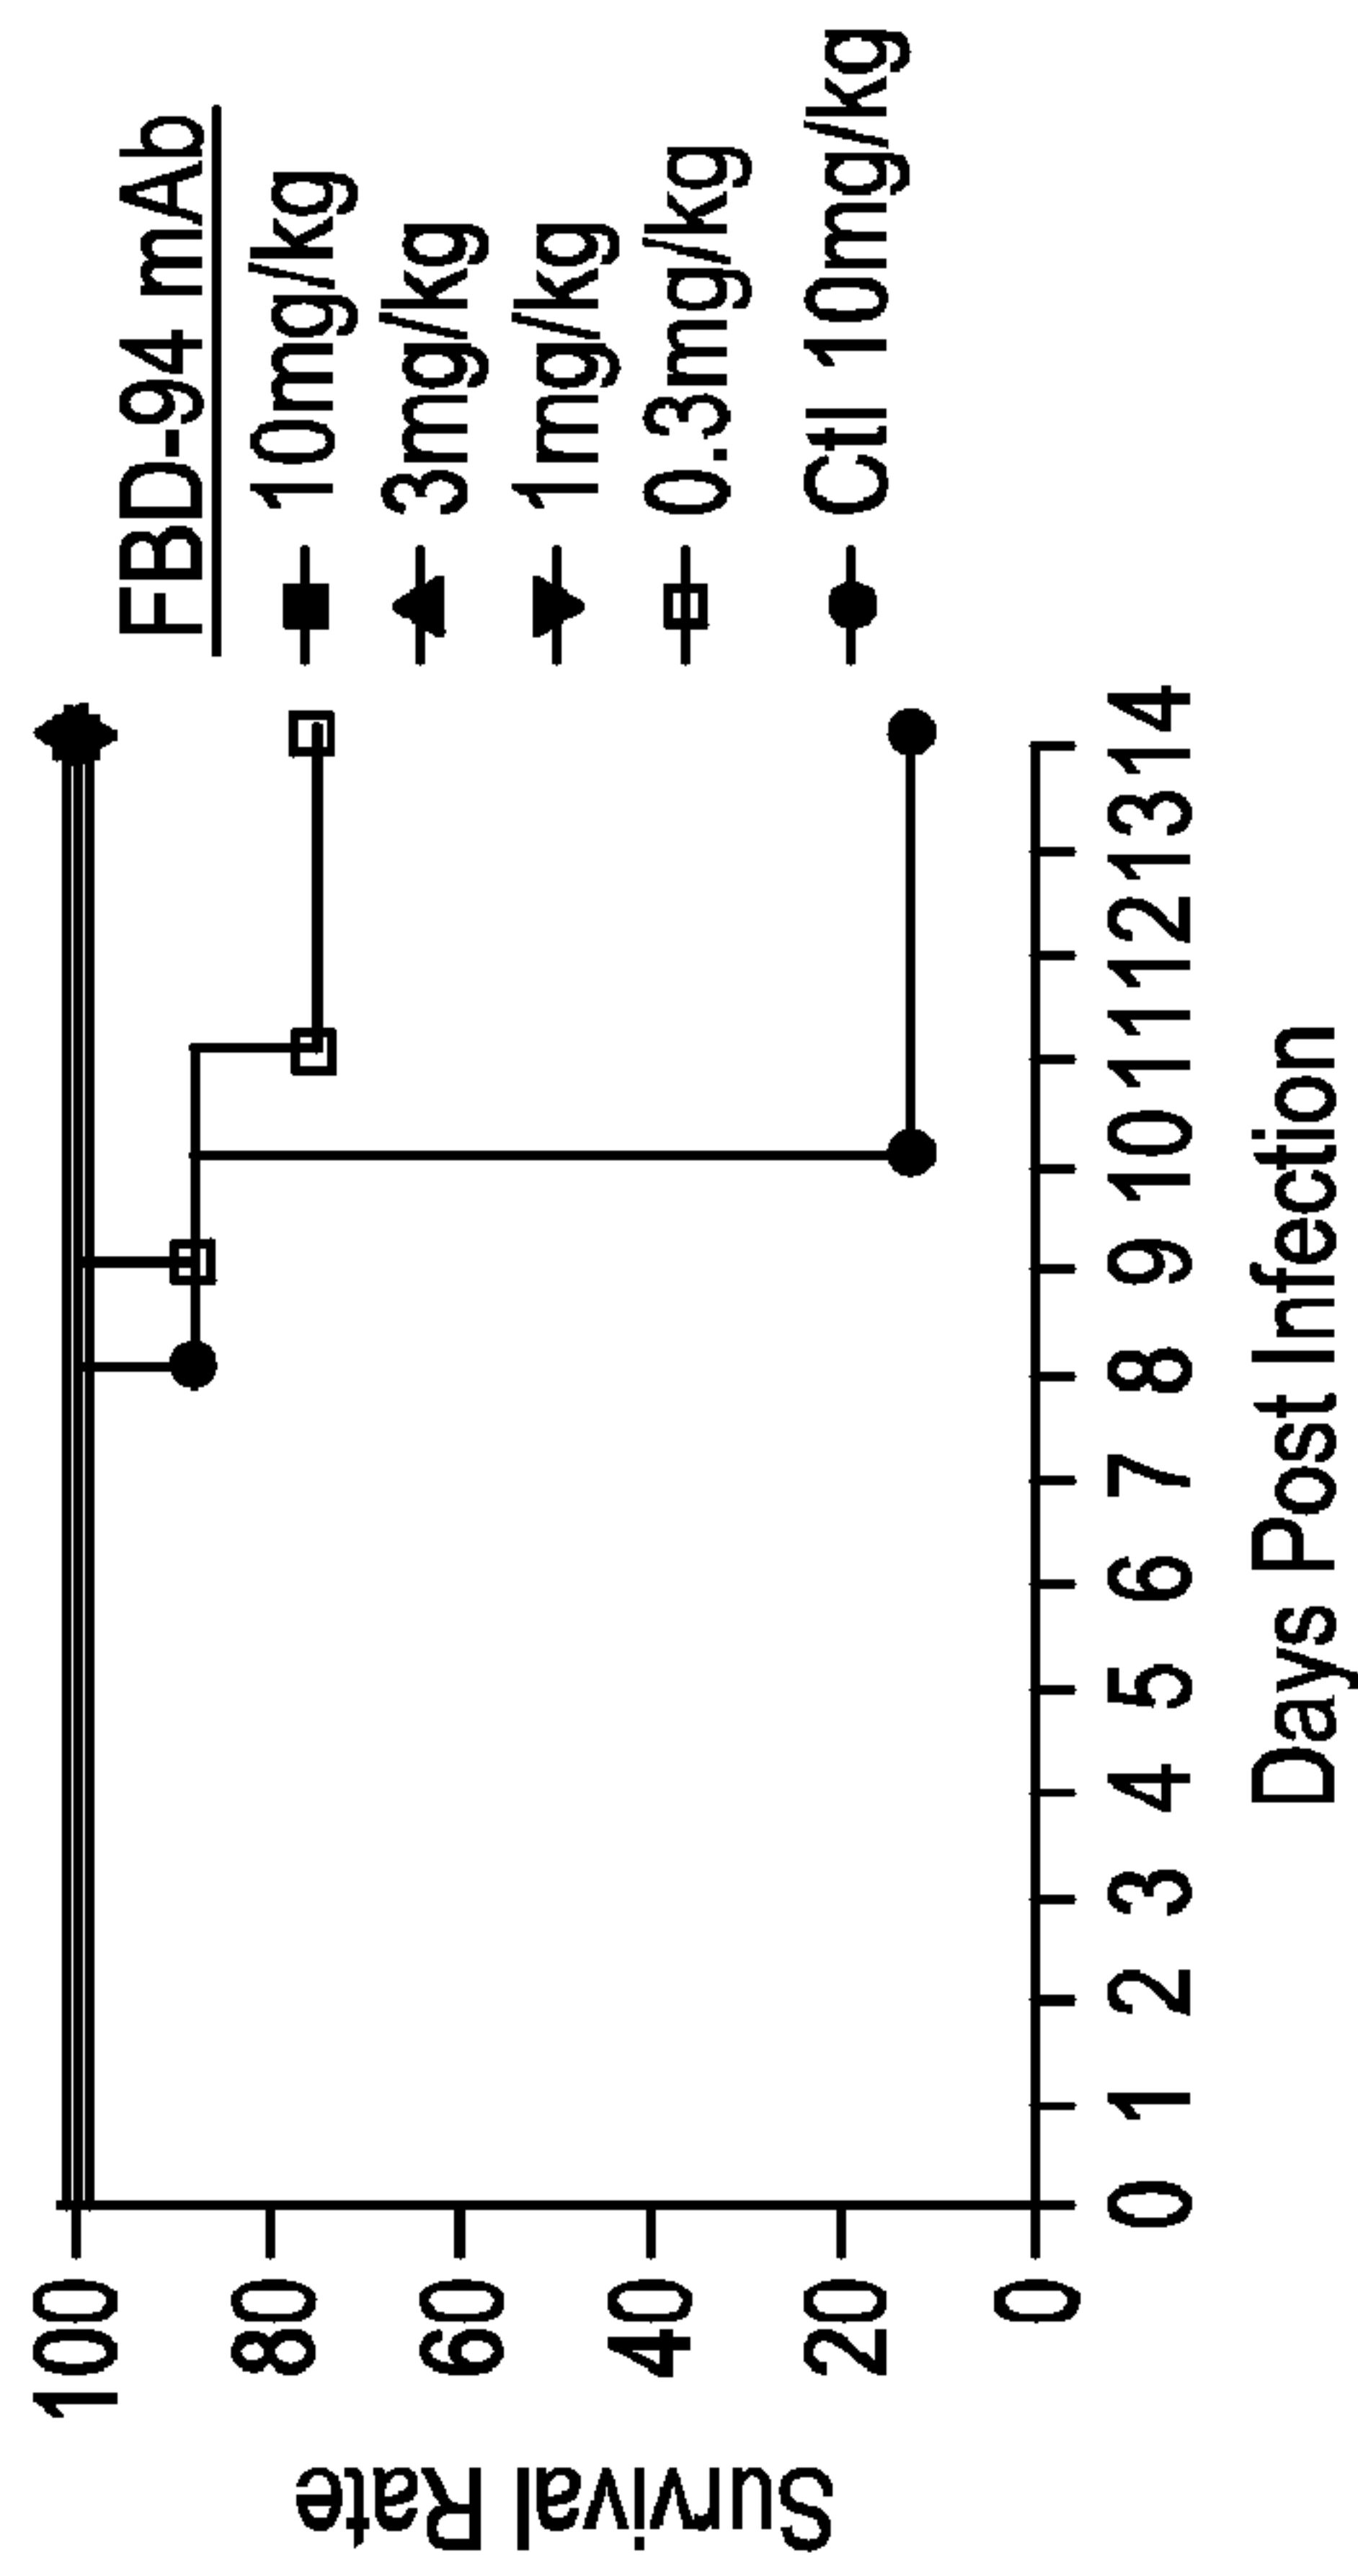 Survival Rate
100
80
60
40
20
0
0 1 2 3 4 5 6 7 8 9 10 11 12 13 14
Days Post Infection
FBD-94 mAb
10mg/kg
3mg/kg
1mg/kg
0.3mg/kg
Ctl 10mg/kg